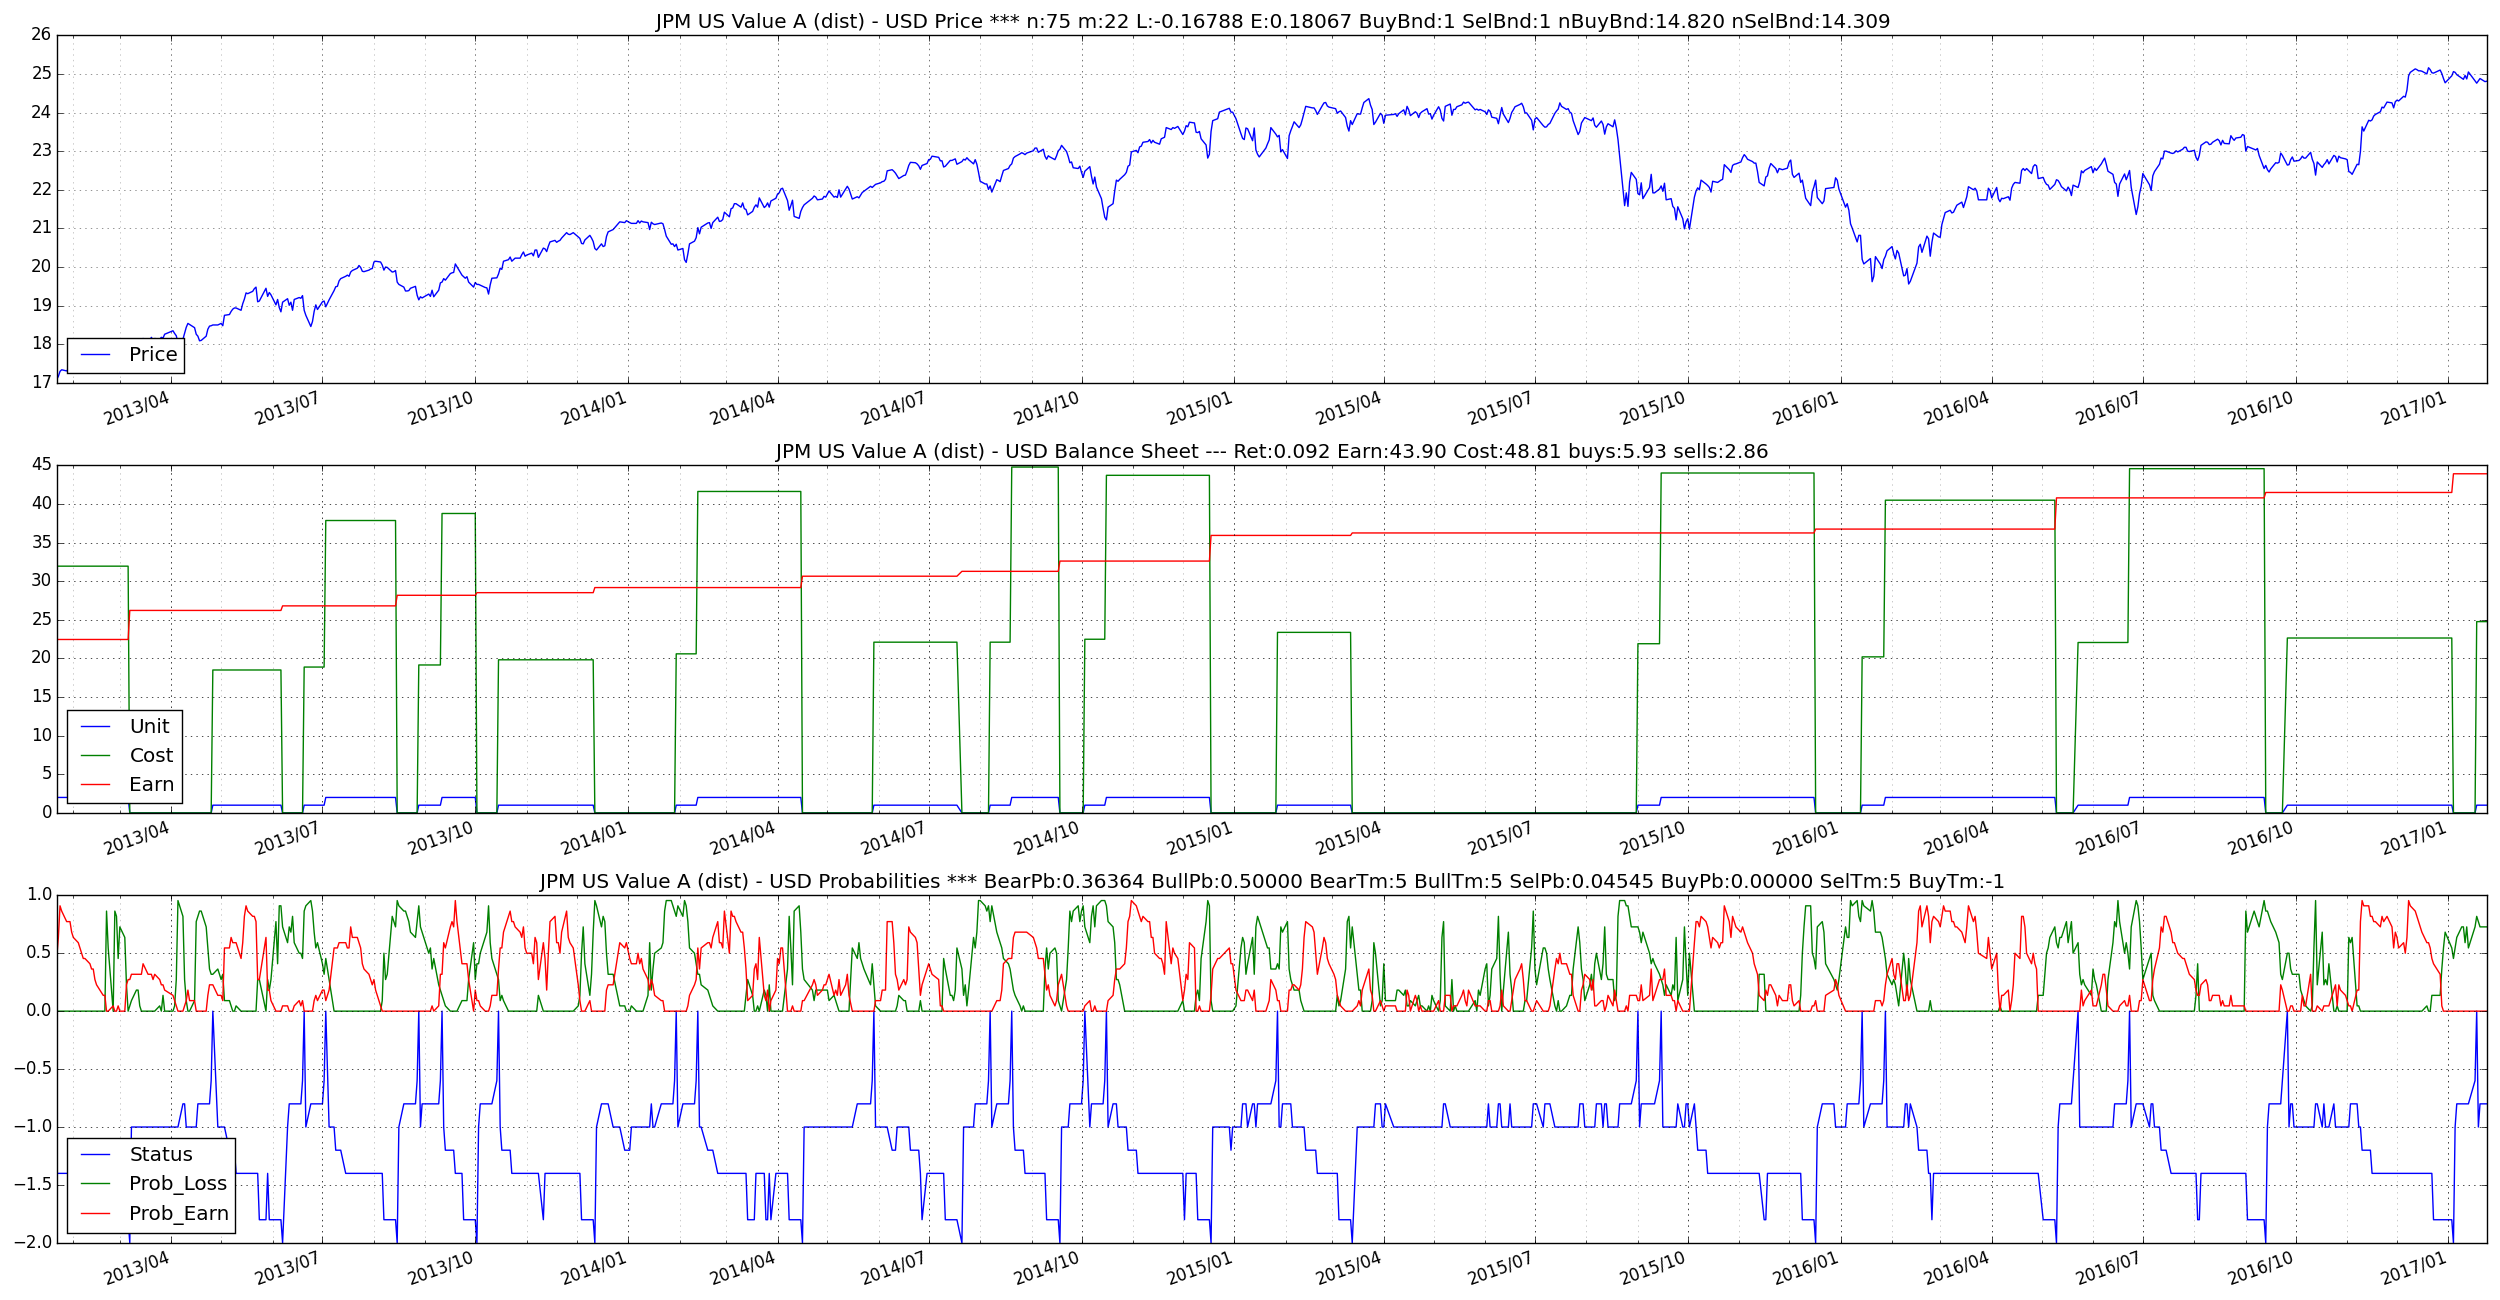 JPM US Value A (dist) - USD Price *** n:75 m:22 L:-0.16788 E:0.18067 BuyBnd:1 SelBnd:1 nBuyBnd:14.820 nSelBnd:14.309
26
25
24
23
22
21
20
19
18
17
Price
2013/04 2013/07 2013/10 2014/01 2014/04 2014/07 2014/10 2015/01 2015/04 2015/07 2015/10 2016/01 2016/04 2016/07 2016/10 2017/01
JPM US Value A (dist) - USD Balance Sheet --- Ret:0.092 Earn:43.90 Cost:48.81 buys:5.93 sells:2.86
45
40
35
30
25
20
15
10
5
0
Unit
Cost
Earn
2013/04 2013/07 2013/10 2014/01 2014/04 2014/07 2014/10 2015/01 2015/04 2015/07 2015/10 2016/01 2016/04 2016/07 2016/10 2017/01
JPM US Value A (dist) - USD Probabilities *** BearPb:0.36364 BullPb:0.50000 BearTm:5 BullTm:5 SelPb:0.04545 BuyPb:0.00000 SelTm:5 BuyTm:-1
1.0
0.5
0.0
−0.5
−1.0
−1.5
−2.0
Status
Prob_Loss
Prob_Earn
2013/04 2013/07 2013/10 2014/01 2014/04 2014/07 2014/10 2015/01 2015/04 2015/07 2015/10 2016/01 2016/04 2016/07 2016/10 2017/01